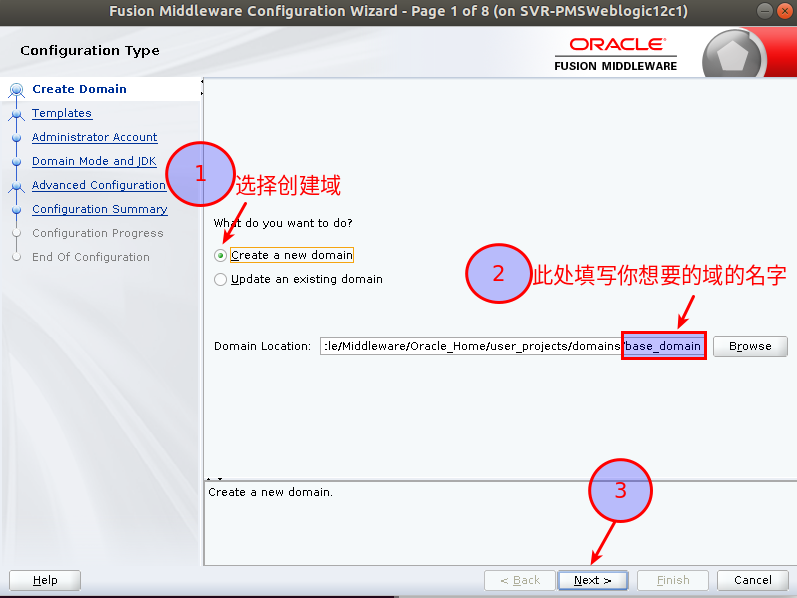 Fusion Middleware Configuration Wizard - Page 1 of 8 (on SVR-PMSWeblogic12c1)
Configuration Type
ORACLE®
FUSION MIDDLEWARE
Create Domain
Templates
Administrator Account
Domain Mode and JDK
Advanced Configuration
Configuration Summary
Configuration Progress
End Of Configuration
1
选择创建域
What do you want to do?
Create a new domain
Update an existing domain
2
此处填写你想要的域的名字
Domain Location:
:le/Middleware/Oracle_Home/user_projects/domains/base_domain
Browse
Create a new domain.
3
Help
< Back
Next >
Finish
Cancel